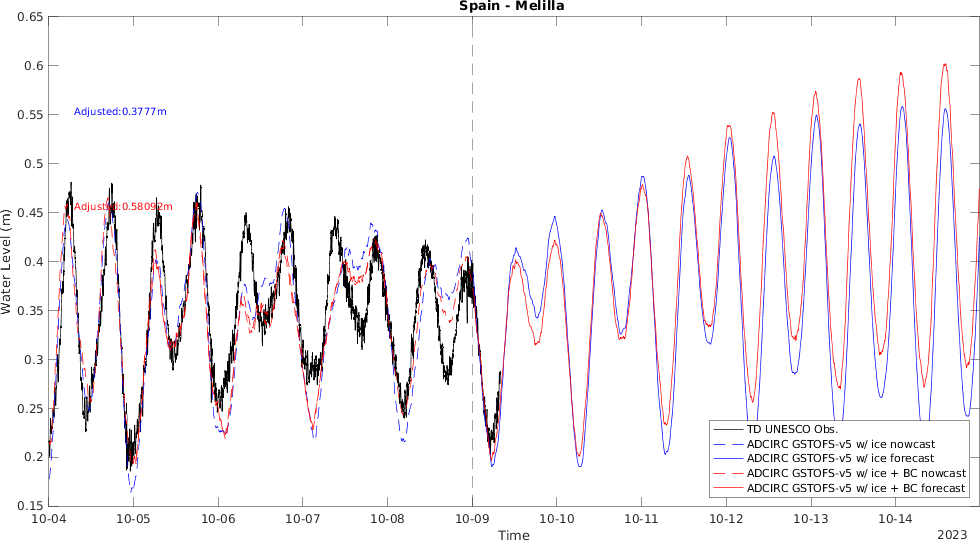 Spain - Melilla
Water Level (m)
0.65
0.6
0.55
0.5
0.45
0.4
0.35
0.3
0.25
0.2
0.15
Adjusted:0.3777m
Adjusted:0.58092m
TD UNESCO Obs.
ADCIRC GSTOFS-v5 w/ ice nowcast
ADCIRC GSTOFS-v5 w/ ice forecast
ADCIRC GSTOFS-v5 w/ ice + BC nowcast
ADCIRC GSTOFS-v5 w/ ice + BC forecast
10-04 10-05 10-06 10-07 10-08 10-09 10-10 10-11 10-12 10-13 10-14
Time
2023